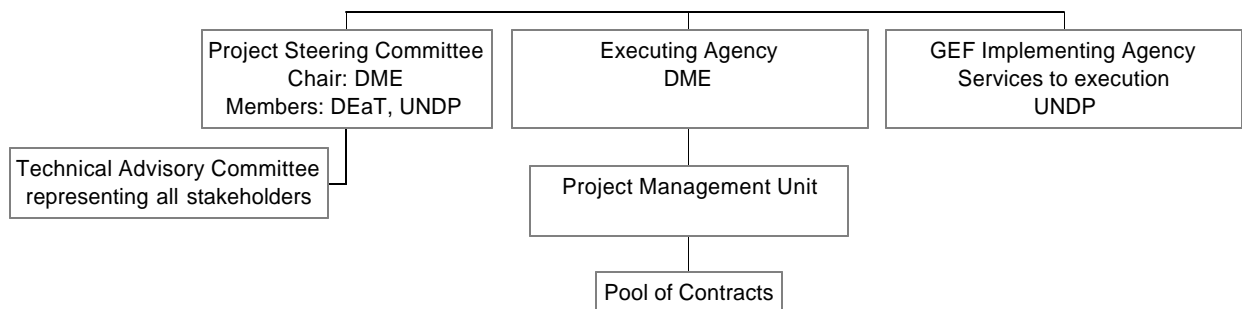 Project Steering Committee
Chair: DME
Members: DEaT, UNDP
Executing Agency
DME
GEF Implementing Agency
Services to execution
UNDP
Technical Advisory Committee
representing all stakeholders
Project Management Unit
Pool of Contracts